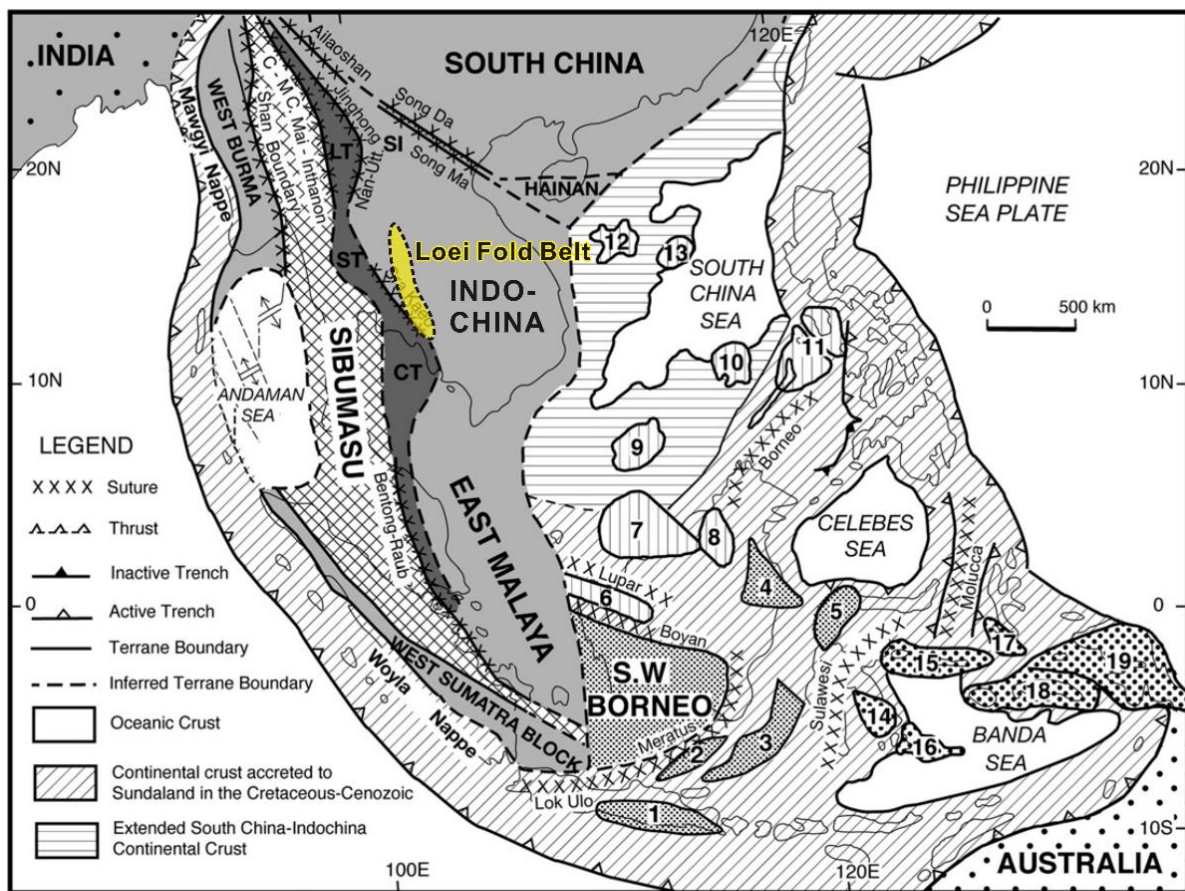 120E
INDIA
SOUTH CHINA
Ailaoshan
Jinghong
Nan-Utt.
C - M
C. Mai - Inthanon
Shan Boundary
WEST BURMA
Mawgyi Nappe
LT
SI
Song Da
Song Ma
HAINAN
20N
20N
PHILIPPINE
SEA PLATE
12
13
SOUTH
CHINA
SEA
Loei Fold Belt
ST
INDO-
CHINA
0 500 km
SIBUMASU
CT
ANDAMAN
SEA
10N
10N
10
11
9
Borneo
7
8
LEGEND
XXXX Suture
Thrust
Inactive Trench
Active Trench
Terrane Boundary
Inferred Terrane Boundary
Oceanic Crust
Continental crust accreted to
Sundaland in the Cretaceous-Cenozoic
Extended South China-Indochina
Continental Crust
Bentong-Raub
EAST MALAYA
CELEBES
SEA
Molucca
Lupar
6
Boyan
4
5
0
0
17
15
19
18
14
16
Sulawesi
WEST SUMATRA BLOCK
Woyla
Nappe
S.W
BORNEO
Meratus
2
3
Lok Ulo
1
BANDA
SEA
10S
AUSTRALIA
100E
120E